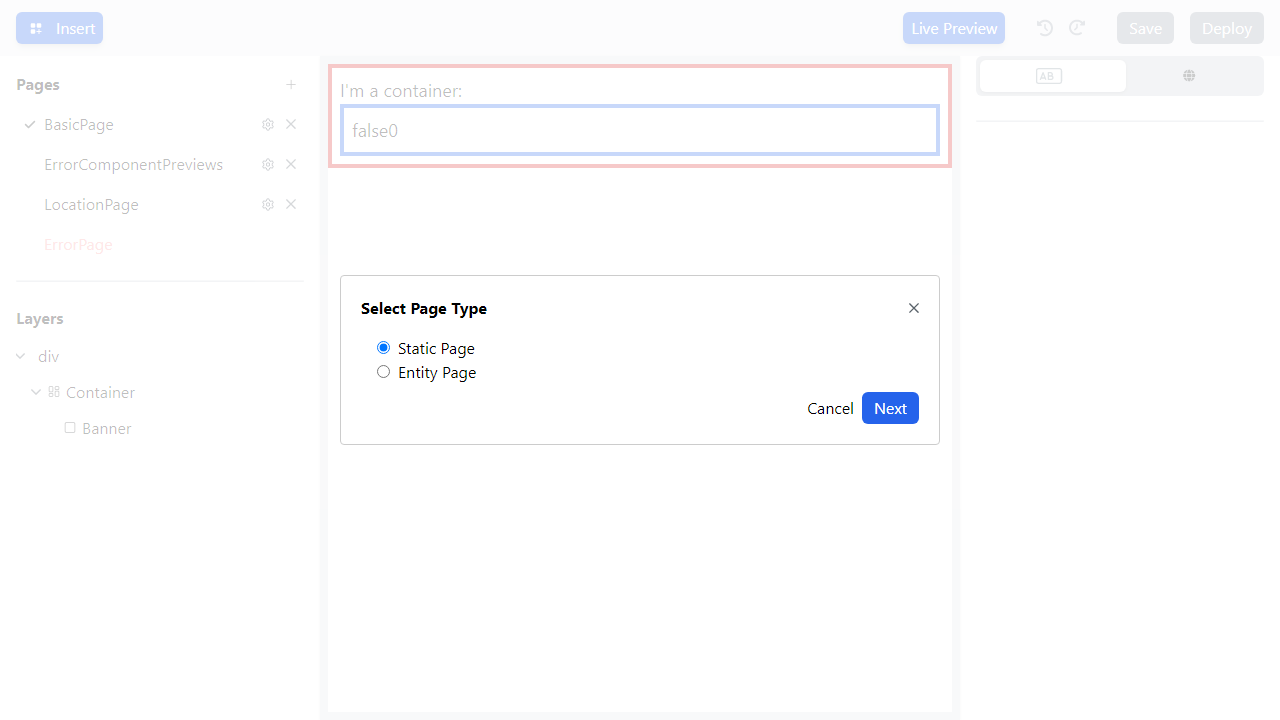 Insert
Live Preview
Save
Deploy
Pages
BasicPage
ErrorComponentPreviews
LocationPage
ErrorPage
Layers
div
Container
Banner
I'm a container:
false0
Select Page Type
Static Page
Entity Page
Cancel
Next
AB